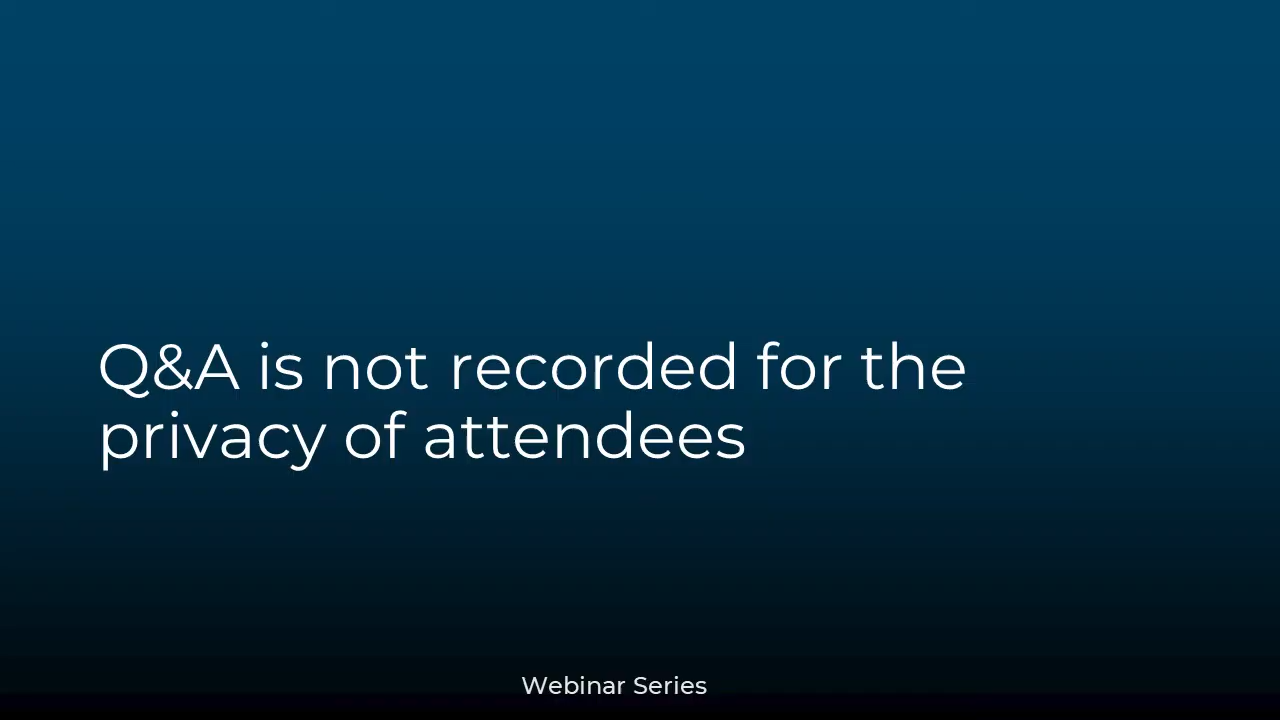 Q&A is not recorded for the
privacy of attendees
Webinar Series